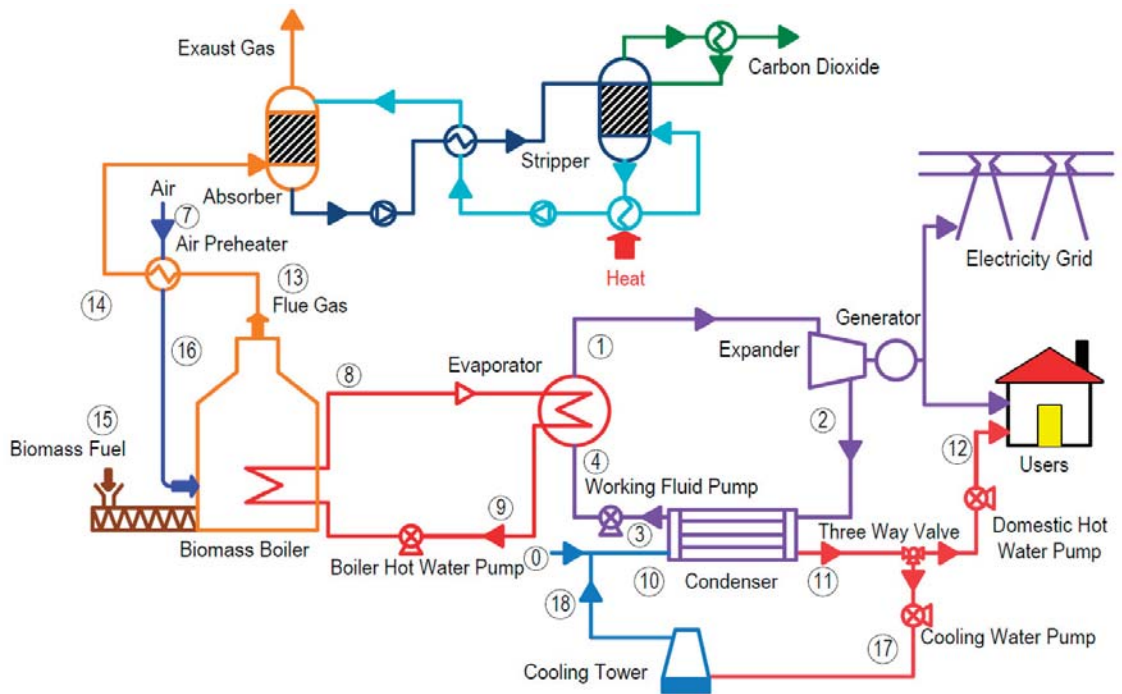 Exaust Gas
Carbon Dioxide
Stripper
Absorber
Air
7
Air Preheater
Heat
Electricity Grid
13
Flue Gas
14
16
Generator
Expander
1
Evaporator
8
2
15
Biomass Fuel
12
Users
4
Working Fluid Pump
9
3
Three Way Valve
Domestic Hot
Water Pump
Biomass Boiler
Boiler Hot Water Pump
0
10
Condenser
11
18
17
Cooling Water Pump
Cooling Tower